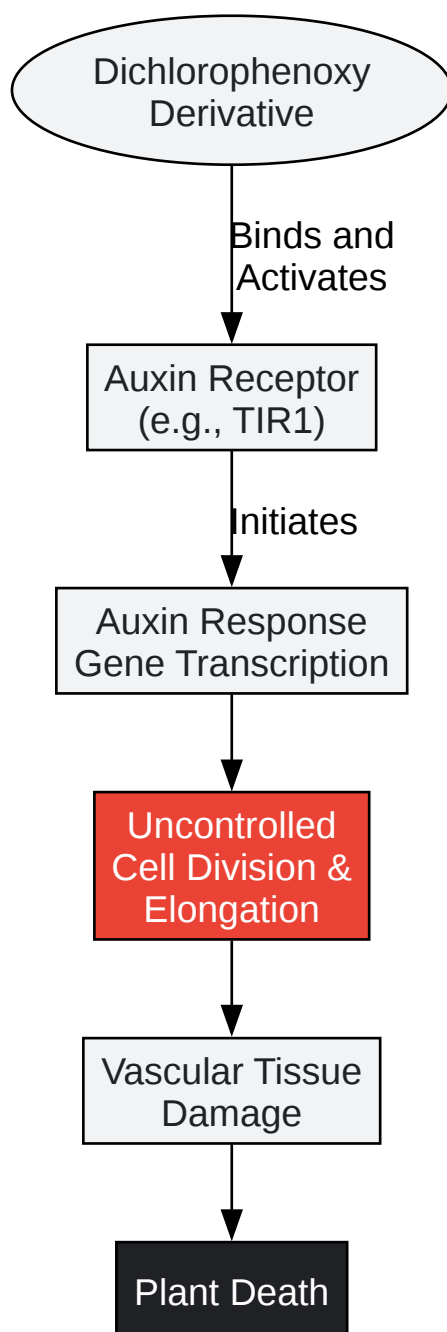 Dichlorophenoxy
Derivative
Binds and
Activates
Auxin Receptor
(e.g., TIR1)
Initiates
Auxin Response
Gene Transcription
Uncontrolled
Cell Division &
Elongation
Vascular Tissue
Damage
Plant Death